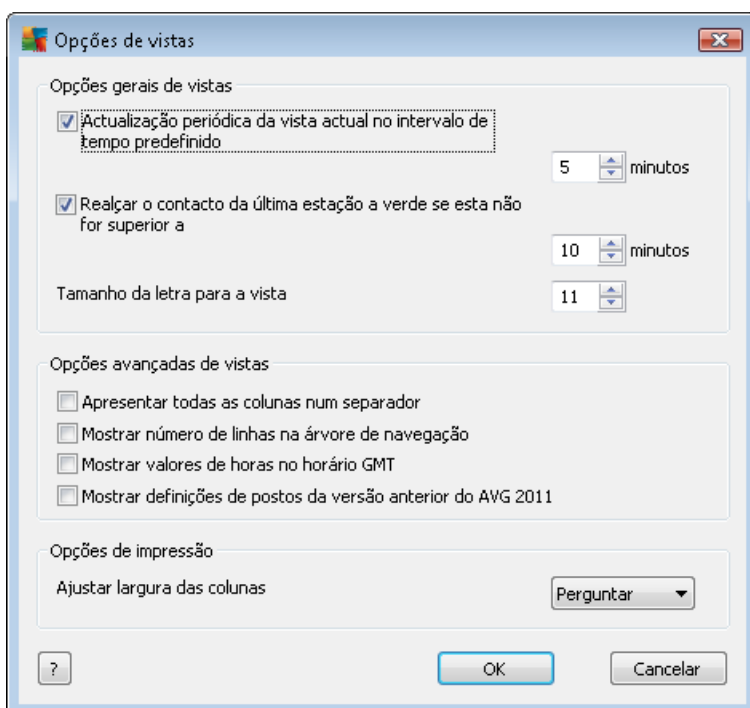 Opções de vistas
Opções gerais de vistas
Actualização periódica da vista actual no intervalo de
tempo predefinido
5 minutos
Realçar o contacto da última estação a verde se esta não
for superior a
10 minutos
Tamanho da letra para a vista 11
Opções avançadas de vistas
Apresentar todas as colunas num separador
Mostrar número de linhas na árvore de navegação
Mostrar valores de horas no horário GMT
Mostrar definições de postos da versão anterior do AVG 2011
Opções de impressão
Ajustar largura das colunas Perguntar
? OK Cancelar